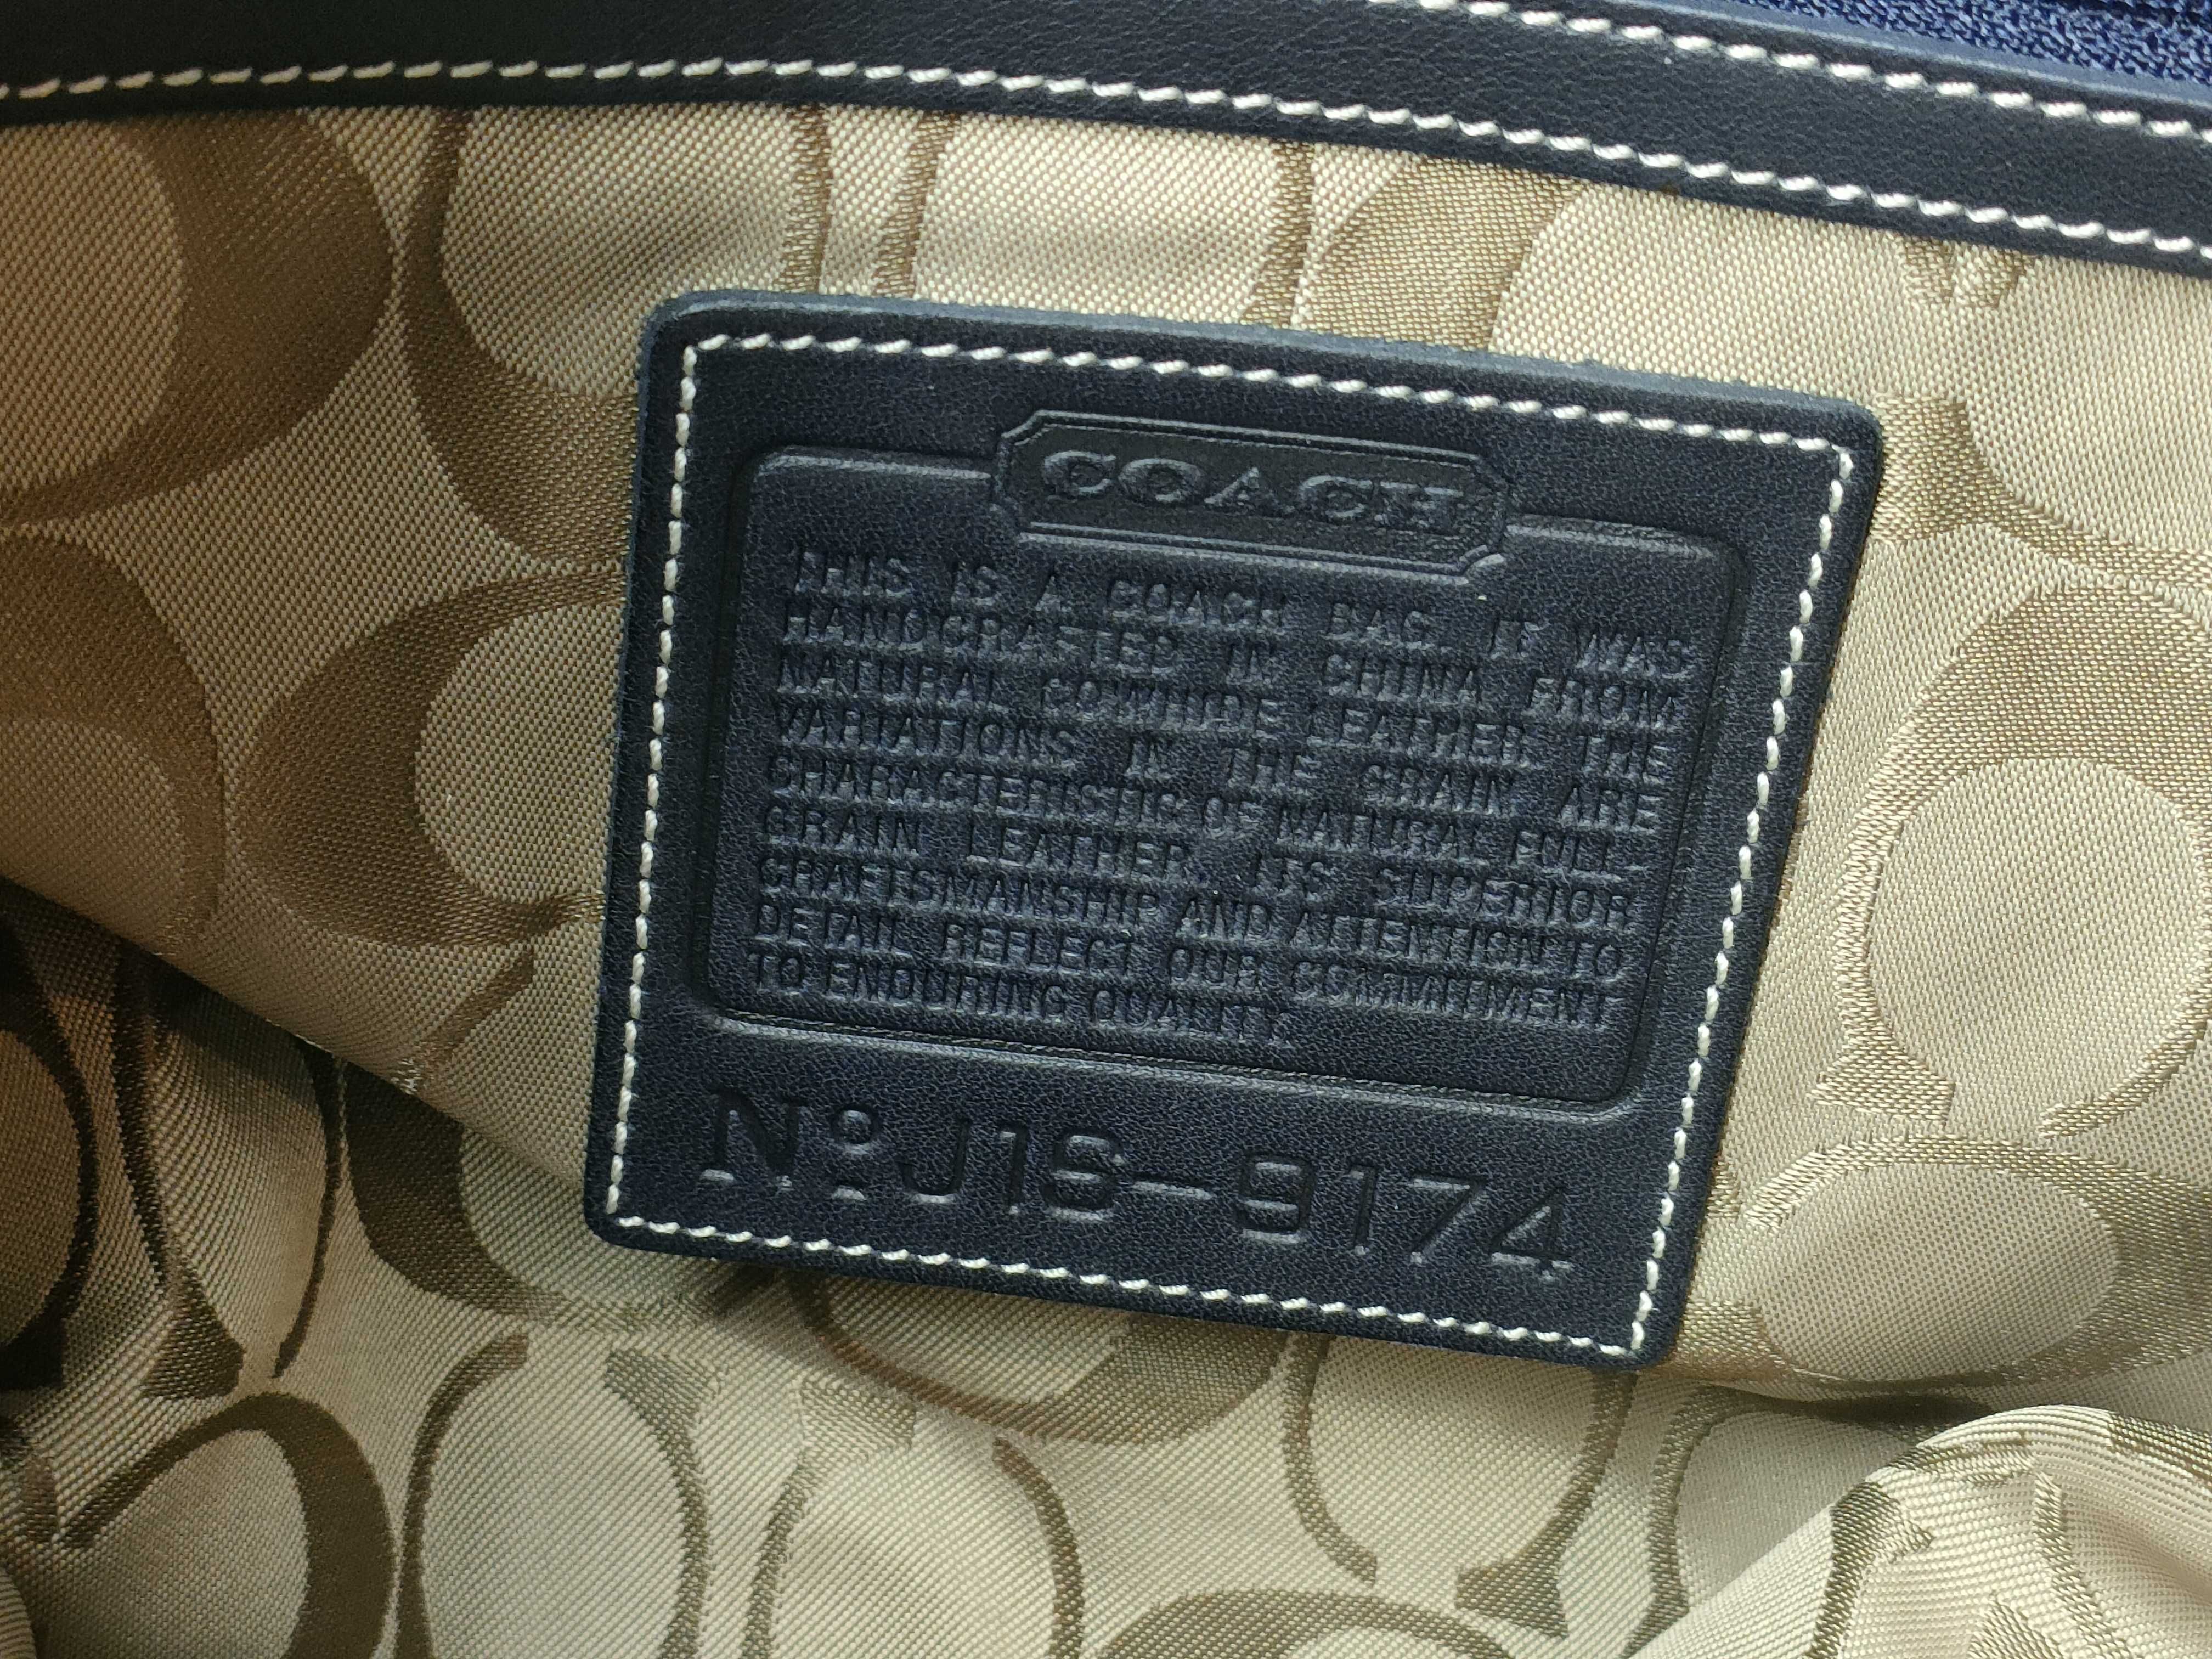 COACH
THIS IS A COACH BAG. IT WAS
HANDCRAFTED IN CHINA FROM
NATURAL COWHIDE LEATHER. THE
VARIATIONS IN THE GRAIN ARE
CHARACTERISTIC OF NATURAL FULL-
GRAIN LEATHER. ITS SUPERIOR
CRAFTSMANSHIP AND ATTENTION TO
DETAIL REFLECT OUR COMMITMENT
TO ENDURING QUALITY.
Nº J1S-9174